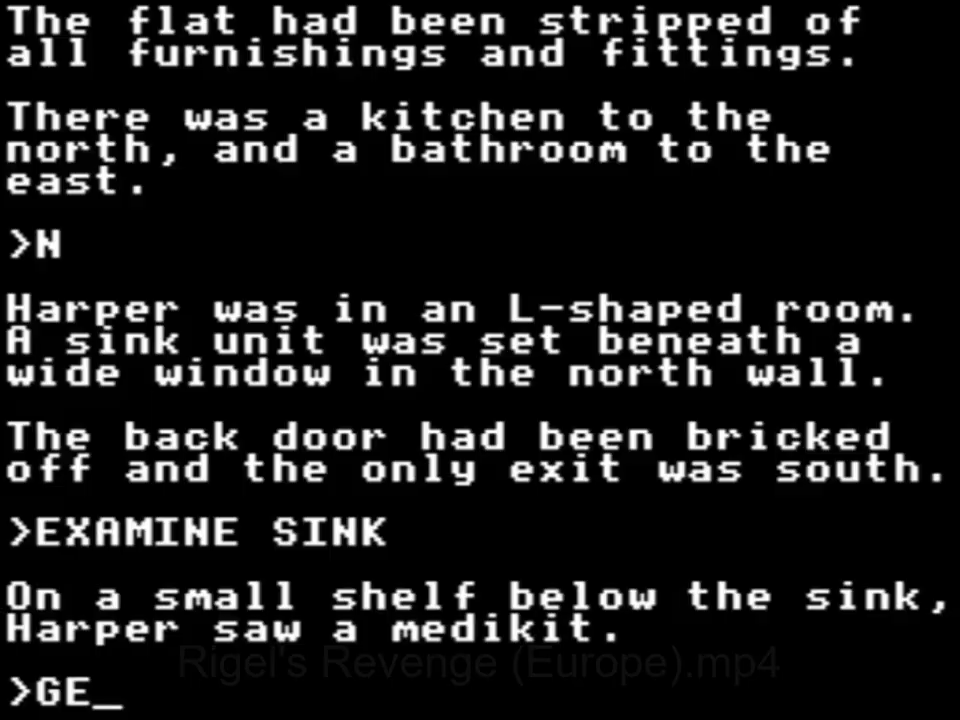 The flat had been stripped of
all furnishings and fittings.
There was a kitchen to the
north, and a bathroom to the
east.
>N
Harper was in an L-shaped room.
A sink unit was set beneath a
wide window in the north wall.
The back door had been bricked
off and the only exit was south.
>EXAMINE SINK
On a small shelf below the sink,
Harper saw a medikit.
Rigel's Revenge (Europe).mp4
>GE_